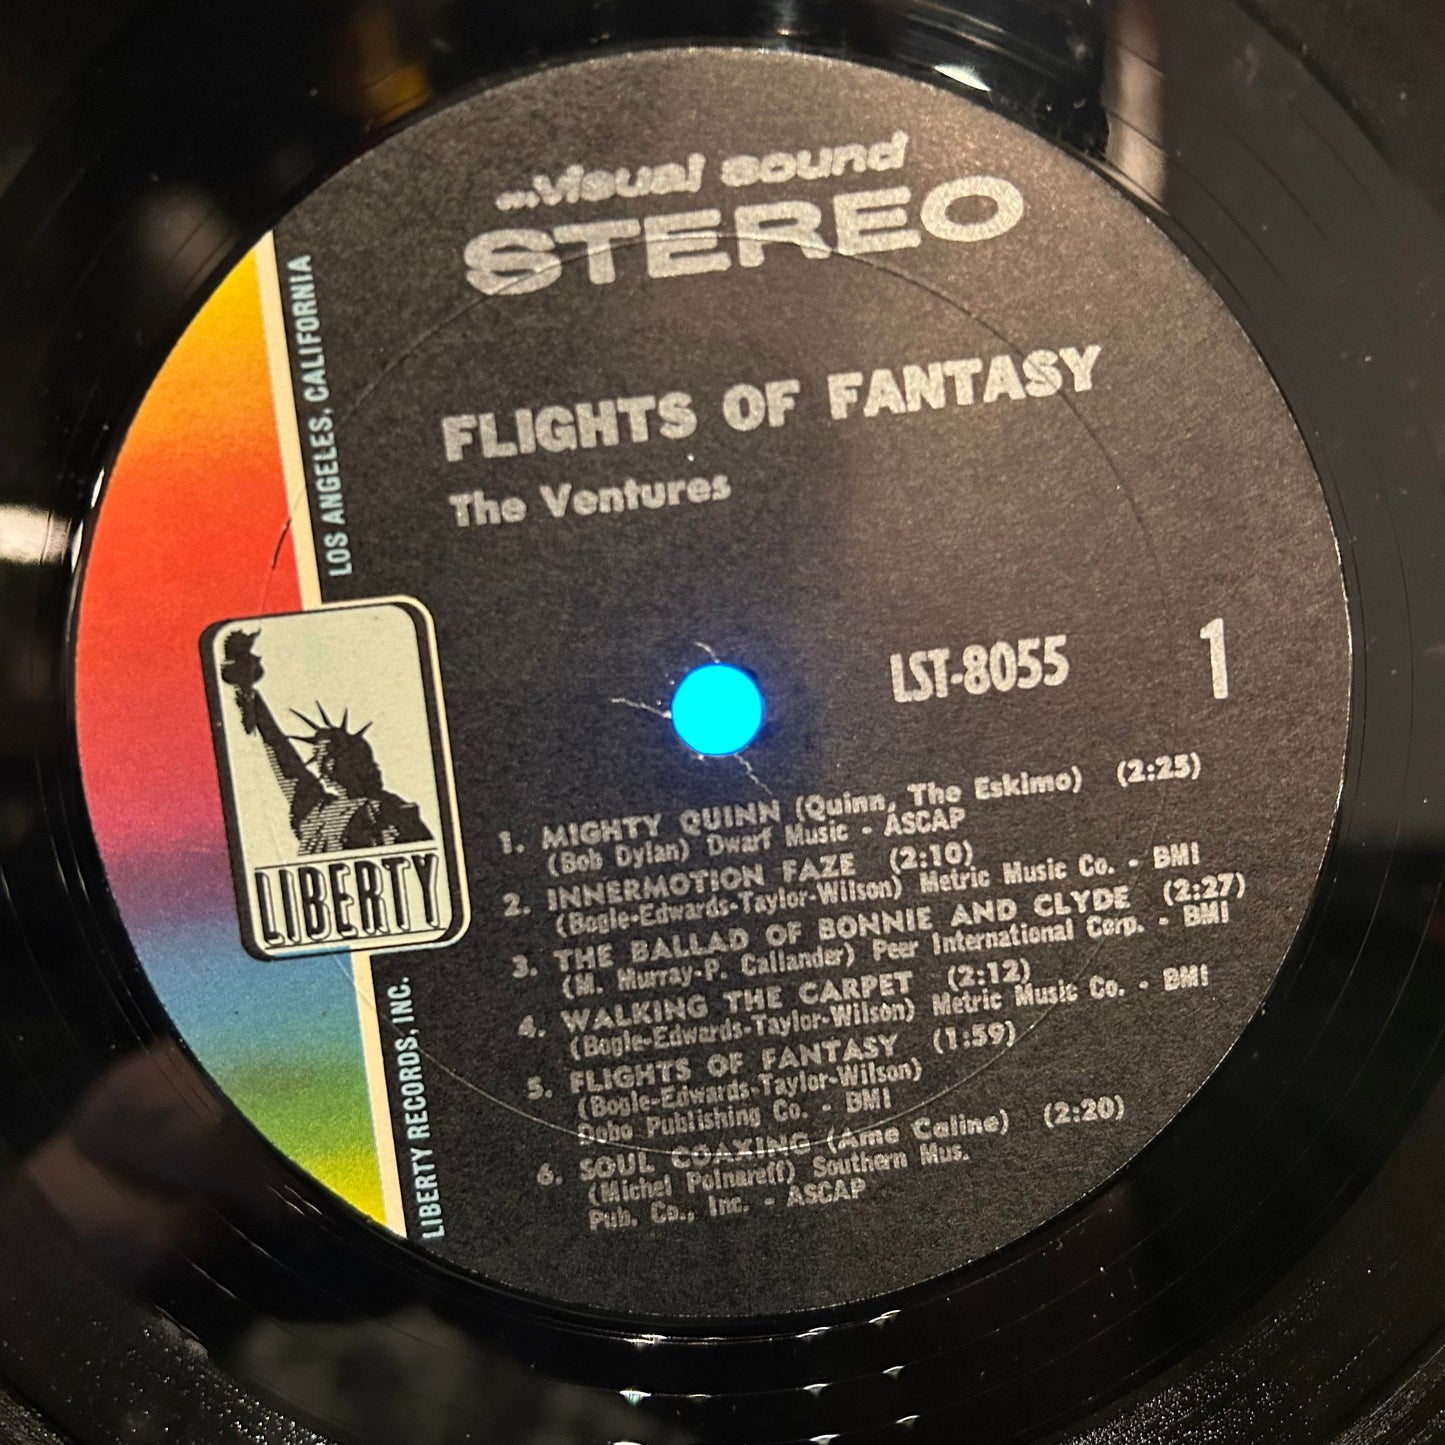 ...visual sound
STEREO
FLIGHTS OF FANTASY
The Ventures
LST-8055 1
1. MIGHTY QUINN (Quinn, The Eskimo) (2:25)
(Bob Dylan) Dwarf Music - ASCAP
2. INNERMOTION FAZE (2:10)
(Bogle-Edwards-Taylor-Wilson) Metric Music Co. - BMI
3. THE BALLAD OF BONNIE AND CLYDE (2:27)
(M. Murray-P. Callander) Peer International Corp. - BMI
4. WALKING THE CARPET (2:12)
(Bogle-Edwards-Taylor-Wilson) Metric Music Co. - BMI
5. FLIGHTS OF FANTASY (1:59)
(Bogle-Edwards-Taylor-Wilson)
Dobo Publishing Co. - BMI
6. SOUL COAXING (Ame Caline) (2:20)
(Michel Polnareff) Southern Mus.
Pub. Co., Inc. - ASCAP
LIBERTY
LIBERTY RECORDS, INC.
LOS ANGELES, CALIFORNIA